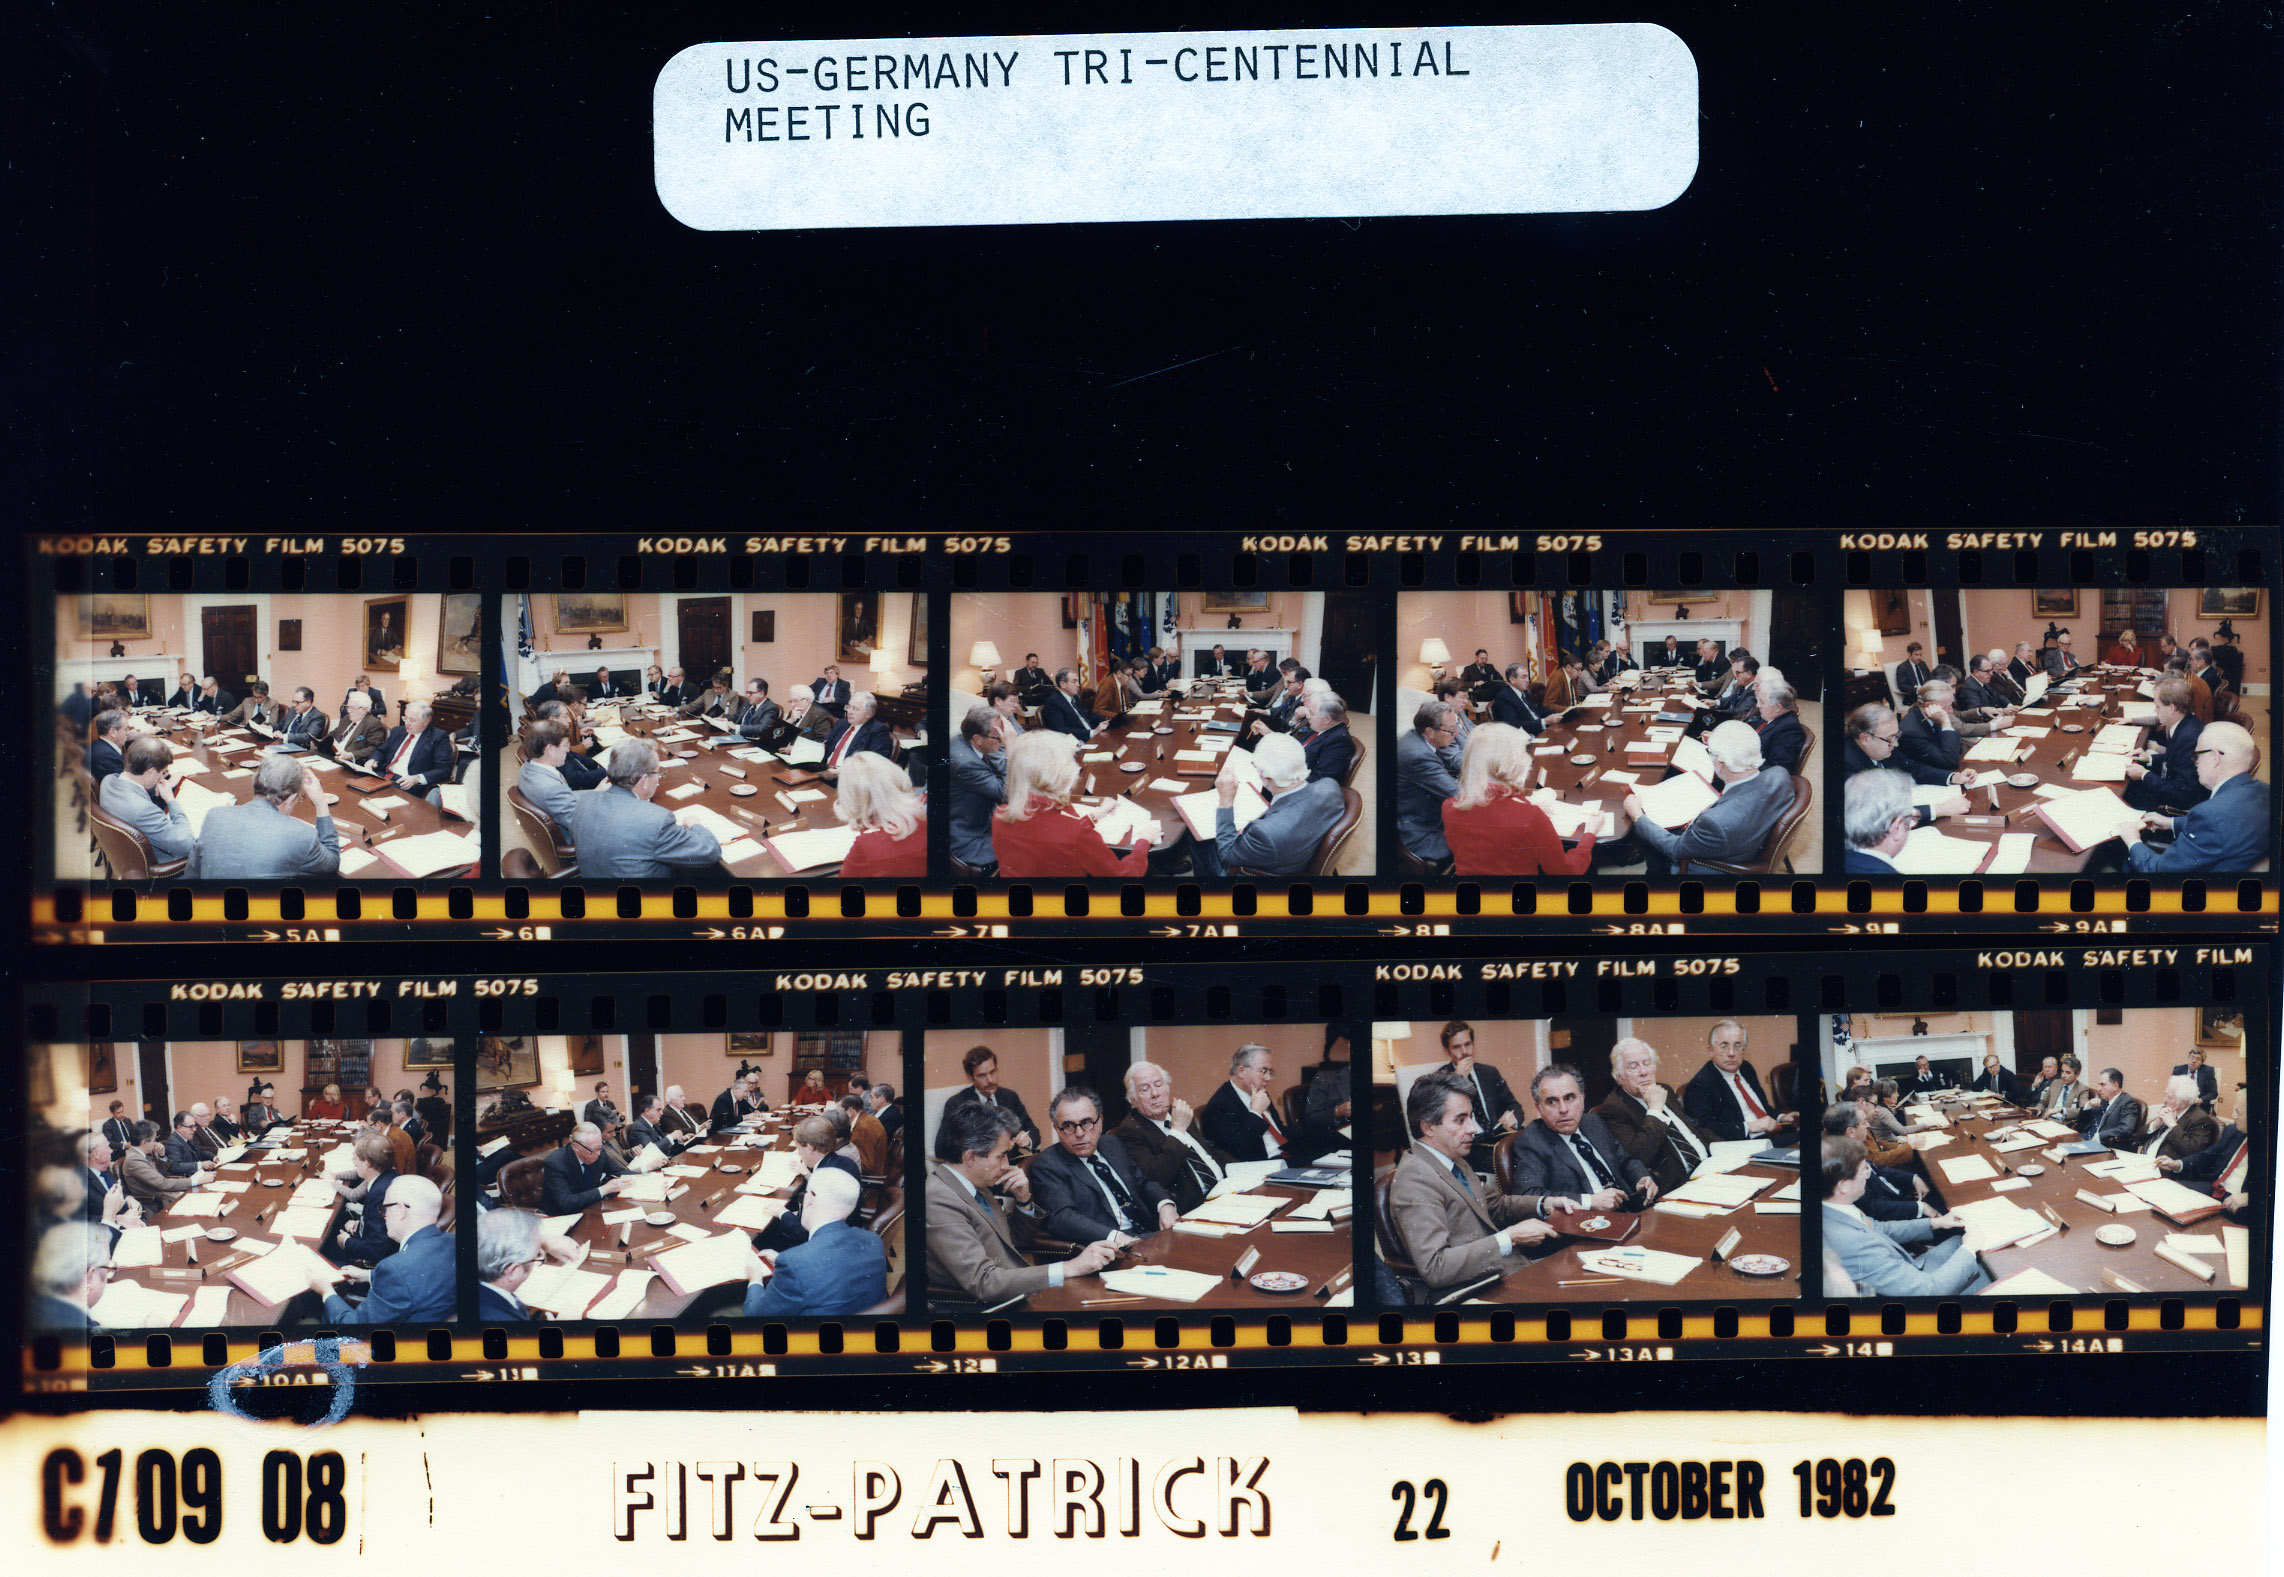 US-GERMANY TRI-CENTENNIAL
MEETING
KODAK SAFETY FILM 5075 KODAK SAFETY FILM 5075 KODAK SAFETY FILM 5075 KODAK SAFETY FILM 5075
→5 →5A →6 →6A →7 →7A →8 →8A →9 →9A
KODAK SAFETY FILM 5075 KODAK SAFETY FILM 5075 KODAK SAFETY FILM 5075 KODAK SAFETY FILM
→10 →10A →11 →11A →12 →12A →13 →13A →14 →14A
C109 08 FITZ-PATRICK 22 OCTOBER 1982